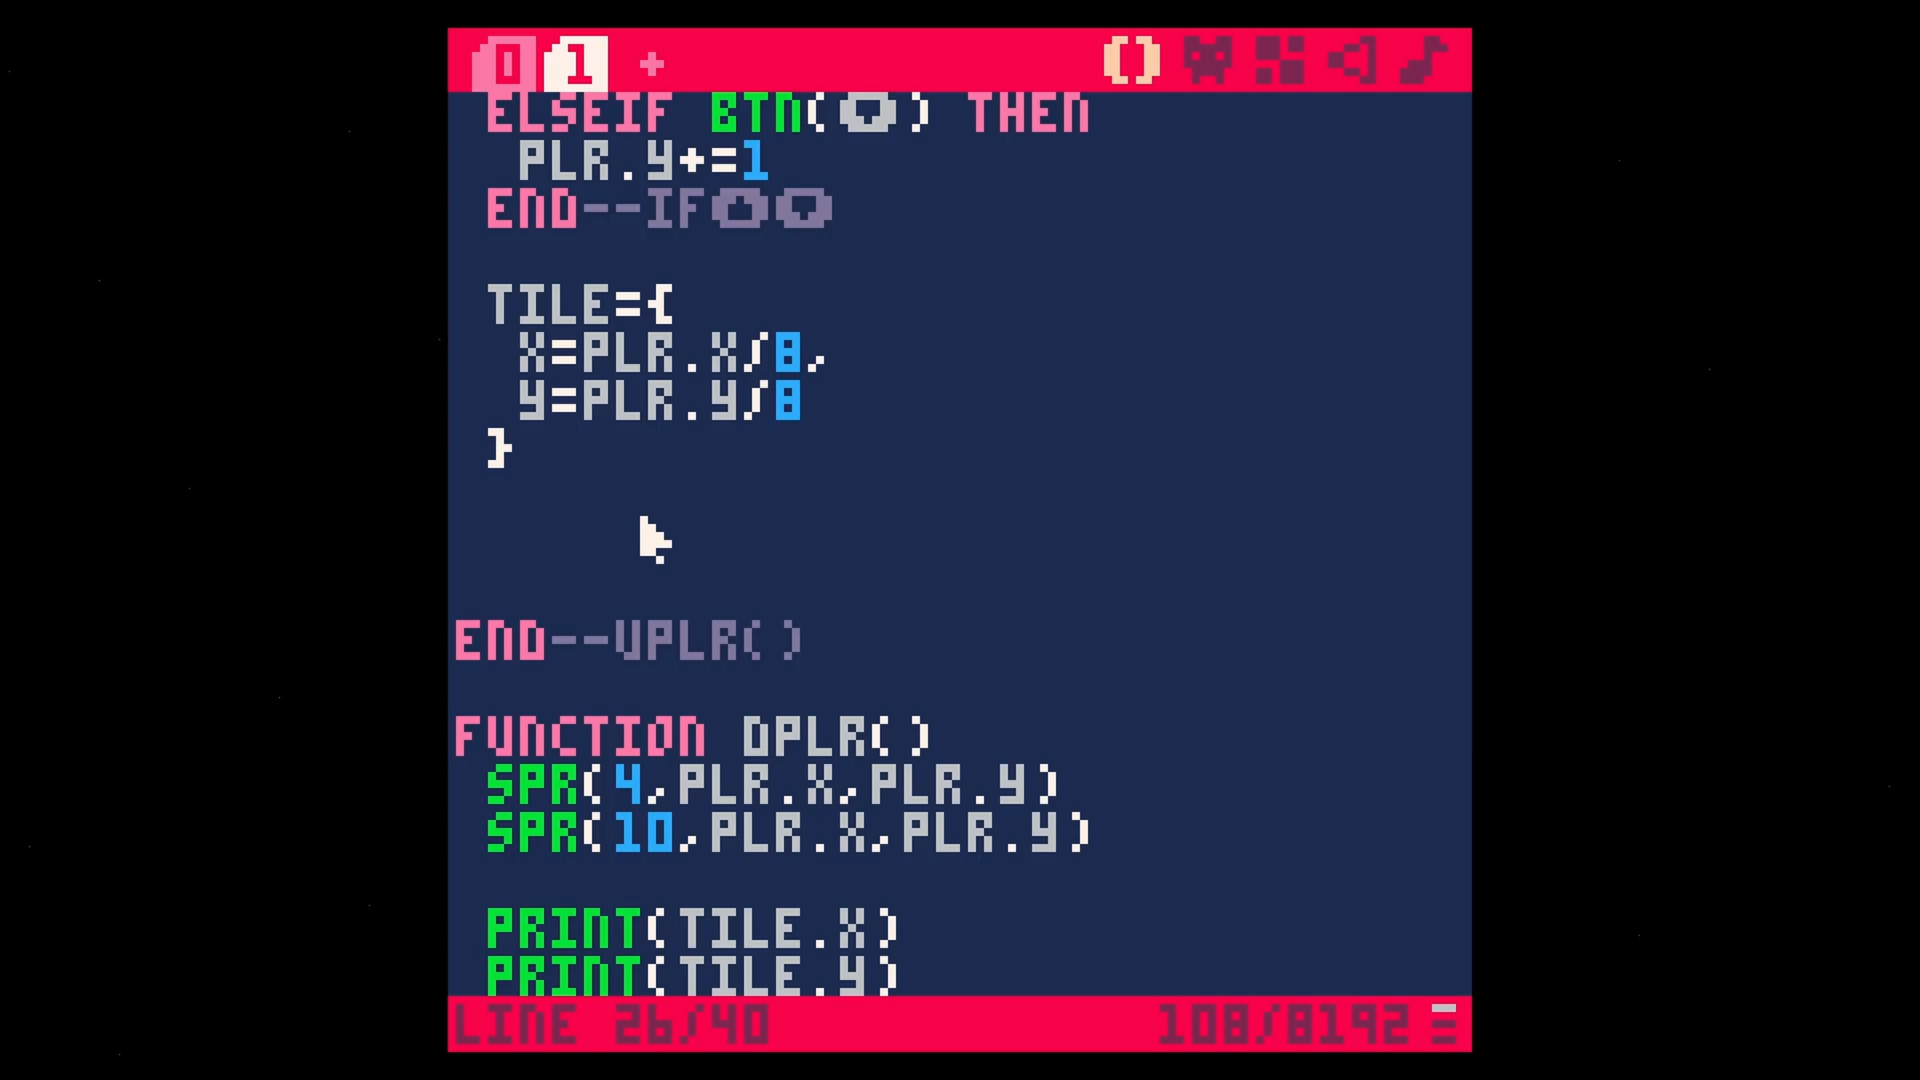 0 1 +
ELSEIF BTN(⬇️) THEN
PLR.Y+=1
END--IF⬆️⬇️
TILE={
X=PLR.X/8,
Y=PLR.Y/8
}
END--UPLR()
FUNCTION DPLR()
SPR(4,PLR.X,PLR.Y)
SPR(10,PLR.X,PLR.Y)
PRINT(TILE.X)
PRINT(TILE.Y)
LINE 26/40 108/8192